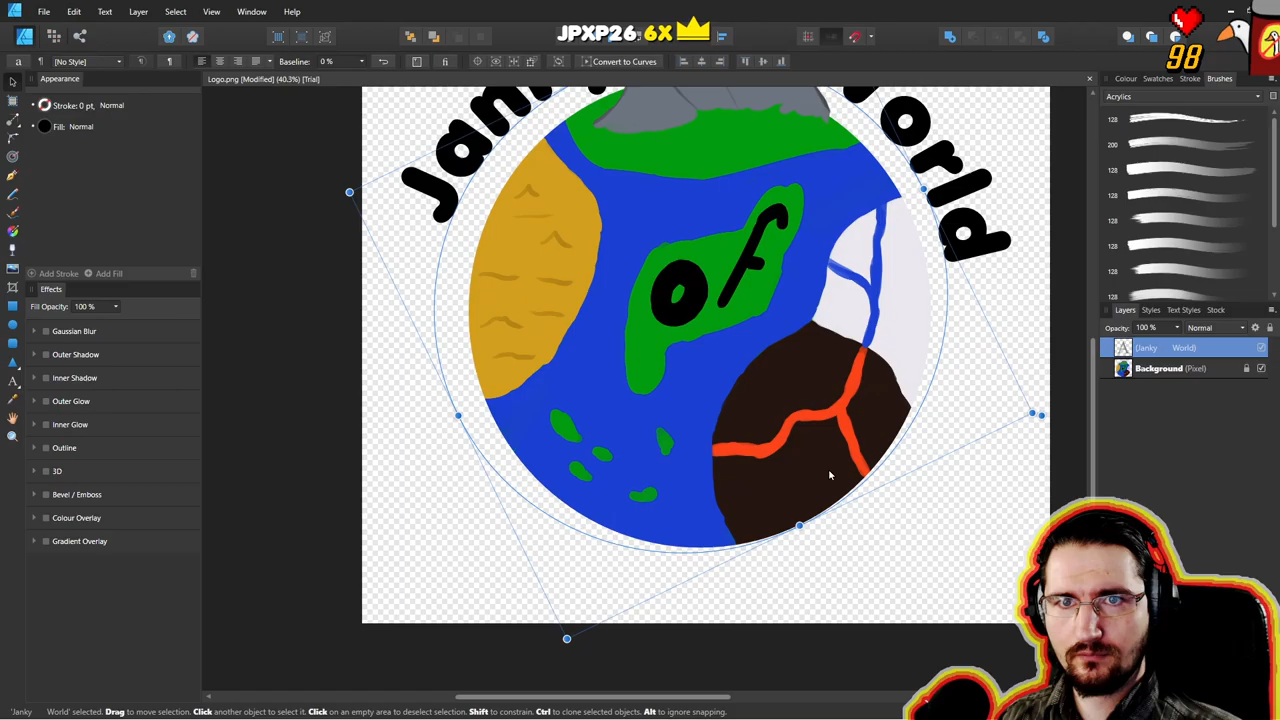 File Edit Text Layer Select View Window Help
JPXP26 6X
98
a [No Style] Baseline: 0 % fi Convert to Curves
Appearance
Logo.png [Modified] (40.3%) [Trial]
Colour Swatches Stroke Brushes
Acrylics
Stroke: 0 pt, Normal
Fill: Normal
128
200
128
128
128
128
128
128
World
of
Add Stroke Add Fill
Effects
Fill Opacity: 100 %
Gaussian Blur
Outer Shadow
Inner Shadow
Outer Glow
Inner Glow
Outline
3D
Bevel / Emboss
Colour Overlay
Gradient Overlay
Layers Styles Text Styles Stock
Opacity: 100 % Normal
(Janky World)
Background (Pixel)
'Janky World' selected. Drag to move selection. Click another object to select it. Click on an empty area to deselect selection. Shift to constrain. Ctrl to clone selected objects. Alt to ignore snapping.